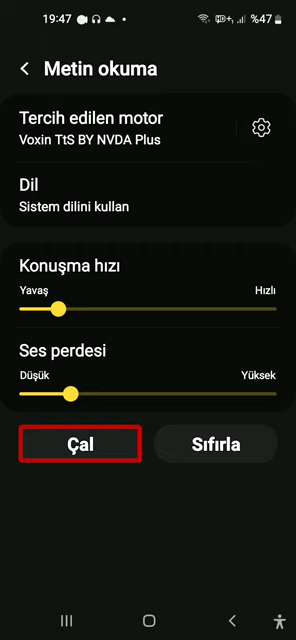 19:47 %47
Metin okuma
Tercih edilen motor
Voxin TtS BY NVDA Plus
Dil
Sistem dilini kullan
Konuşma hızı
Yavaş Hızlı
Ses perdesi
Düşük Yüksek
Çal Sıfırla